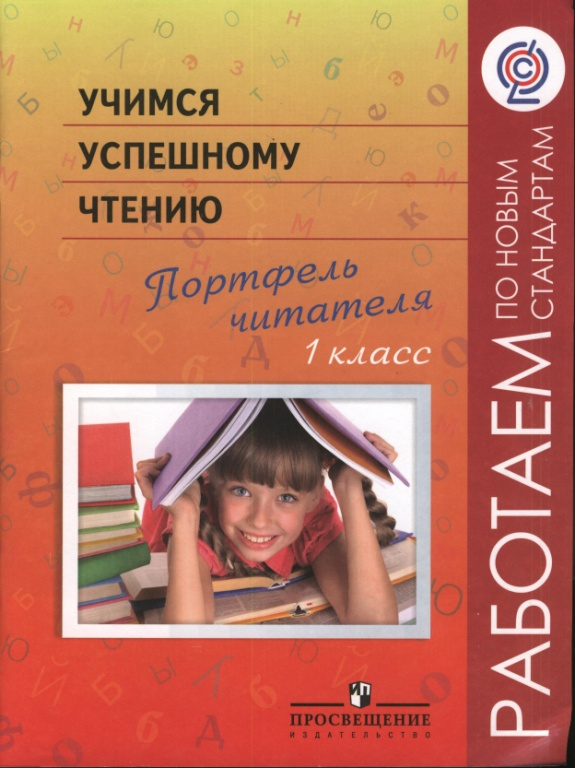 УЧИМСЯ
УСПЕШНОМУ
ЧТЕНИЮ
Портфель
читателя
1 класс
РАБОТАЕМ
ПО НОВЫМ
СТАНДАРТАМ
ПРОСВЕЩЕНИЕ
ИЗДАТЕЛЬСТВО